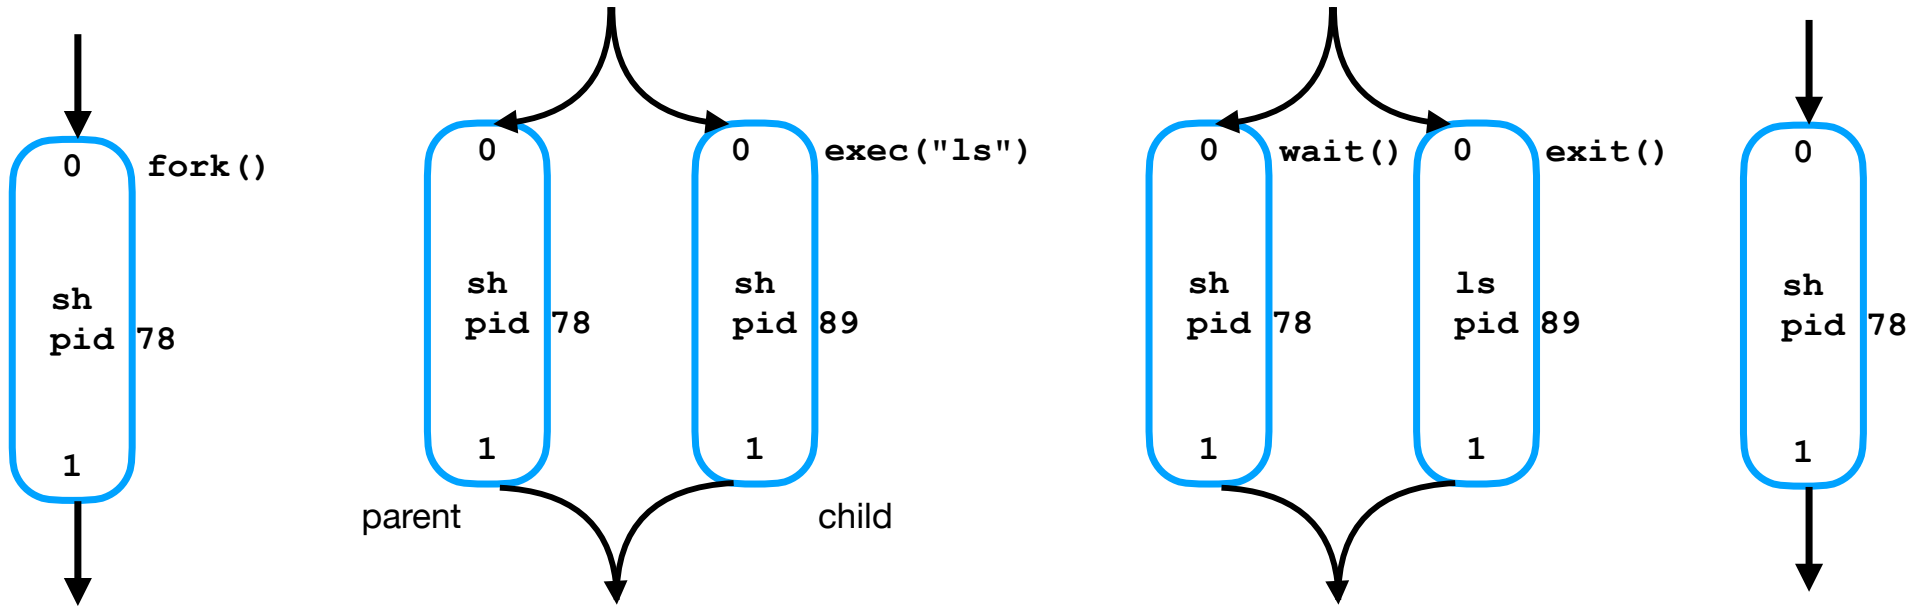 0
fork()
sh
pid 78
1
0
sh
pid 78
1
parent
0
exec("ls")
sh
pid 89
1
child
0
wait()
sh
pid 78
1
0
exit()
ls
pid 89
1
0
sh
pid 78
1